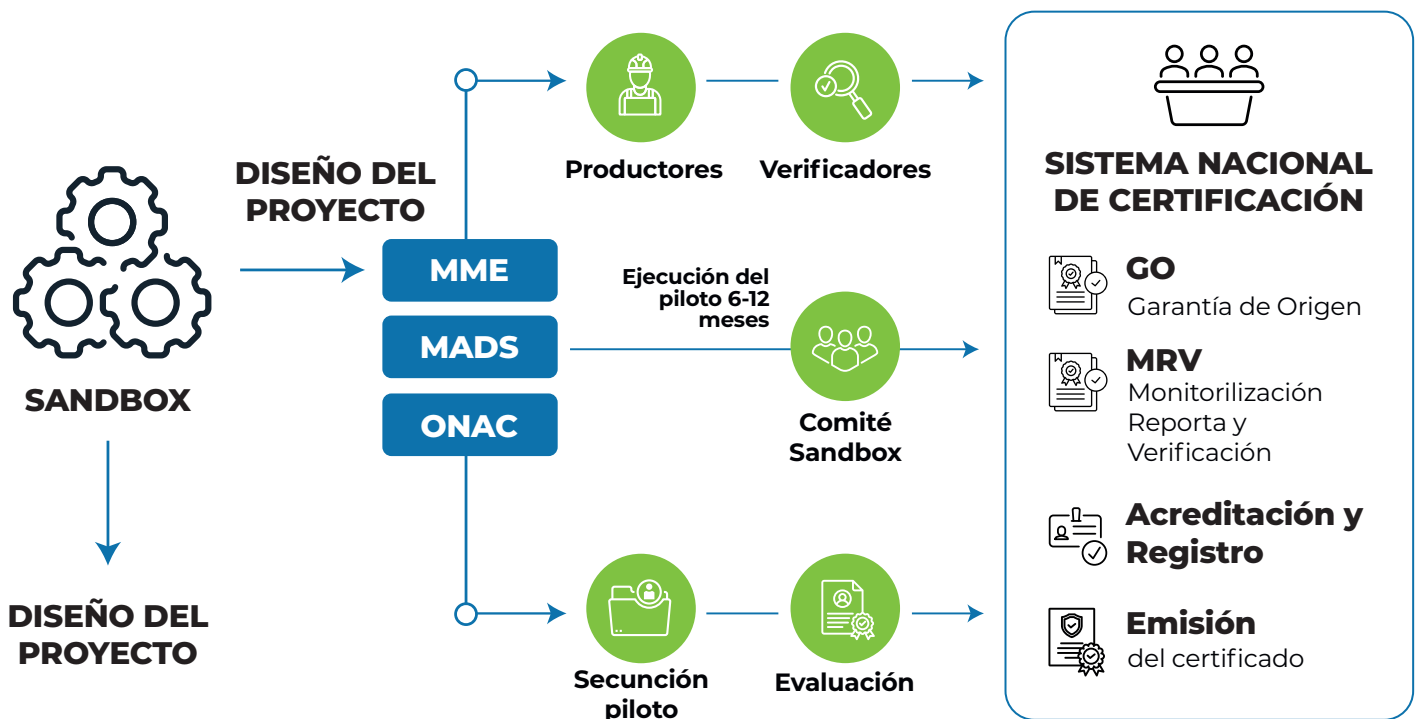 SANDBOX
DISEÑO DEL
PROYECTO
DISEÑO DEL
PROYECTO
MME
MADS
ONAC
Productores
Verificadores
Ejecución del
piloto 6-12
meses
Comité
Sandbox
Secunción
piloto
Evaluación
SISTEMA NACIONAL
DE CERTIFICACIÓN
GO
Garantía de Origen
MRV
Monitorilización
Reporta y
Verificación
Acreditación y
Registro
Emisión
del certificado